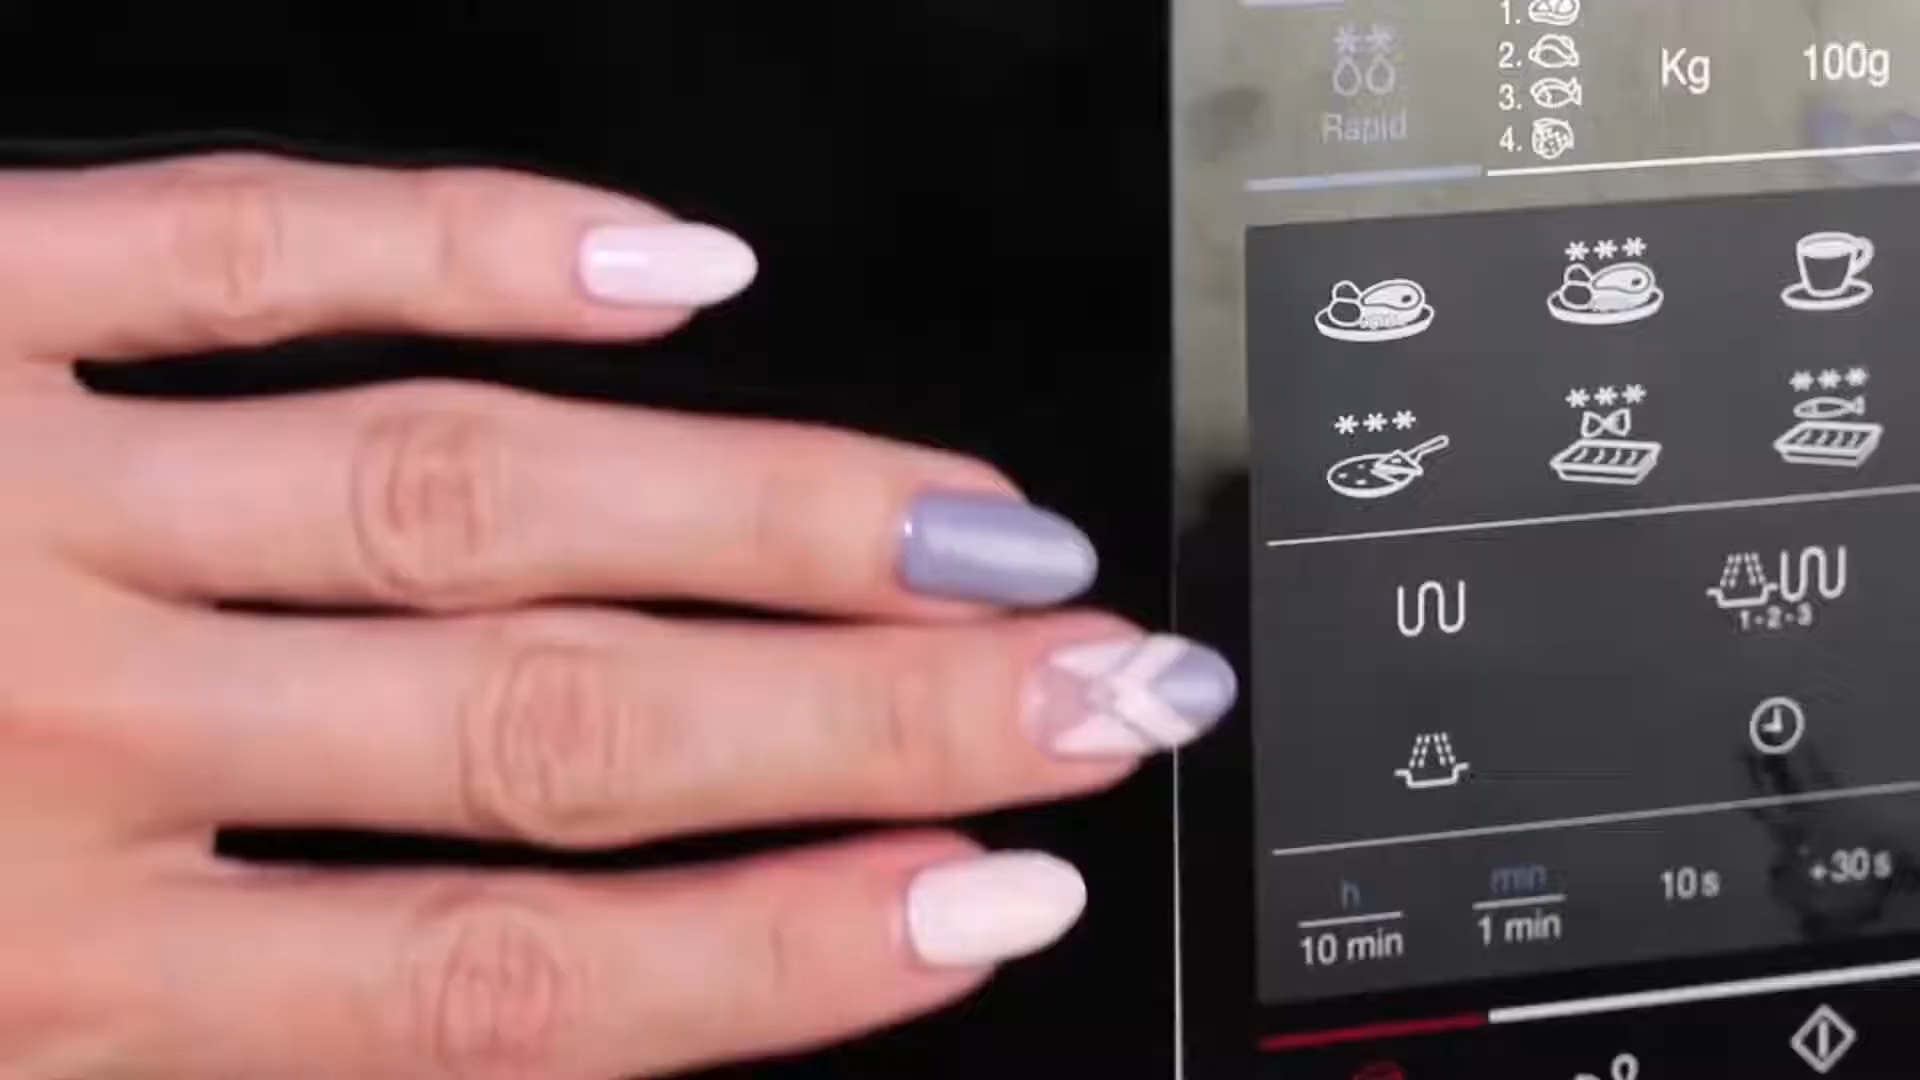 1.
2.
3.
4.
Kg
100g
Rapid
1-2-3
h
10 min
min
1 min
10 s
+30 s